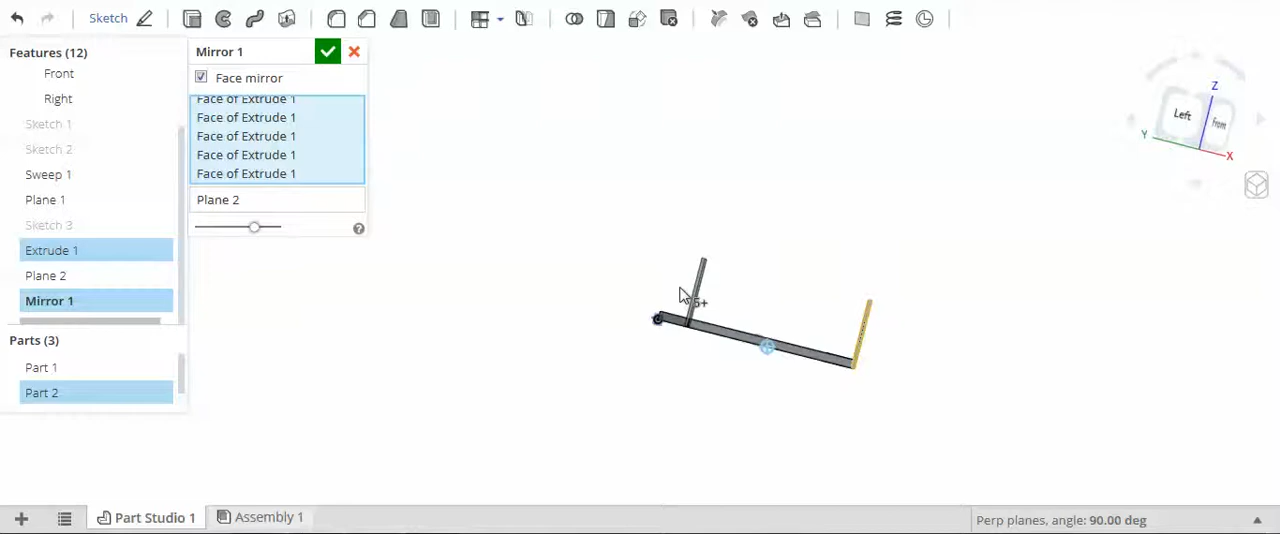 Sketch
Features (12)
Front
Right
Sketch 1
Sketch 2
Sweep 1
Plane 1
Sketch 3
Extrude 1
Plane 2
Mirror 1
Parts (3)
Part 1
Part 2
Mirror 1
Face mirror
Face of Extrude 1
Face of Extrude 1
Face of Extrude 1
Face of Extrude 1
Face of Extrude 1
Plane 2
?
5+
Z
Left
Front
Y
X
Part Studio 1
Assembly 1
Perp planes, angle: 90.00 deg